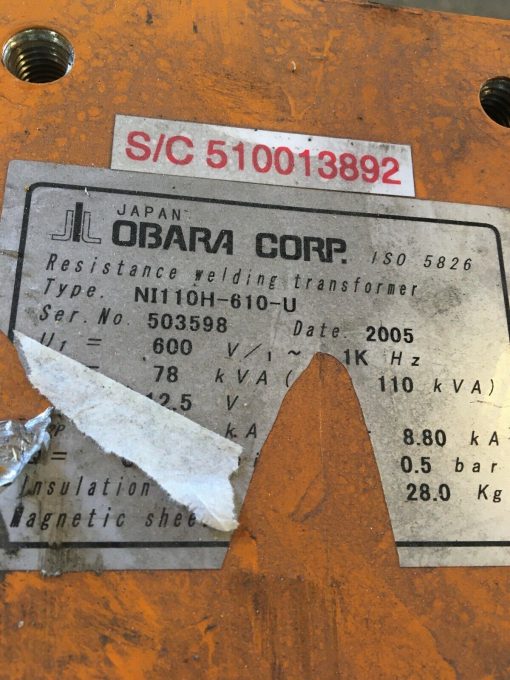 S/C 510013892
JAPAN
OBARA CORP. ISO 5826
Resistance welding transformer
Type. NI110H-610-U
Ser. No. 503598 Date. 2005
U₁ = 600 V/1~ 1K Hz
78 kVA ( 110 kVA)
12.5 V
kA 8.80 kA
= 0.5 bar
Insulation 28.0 Kg
Magnetic